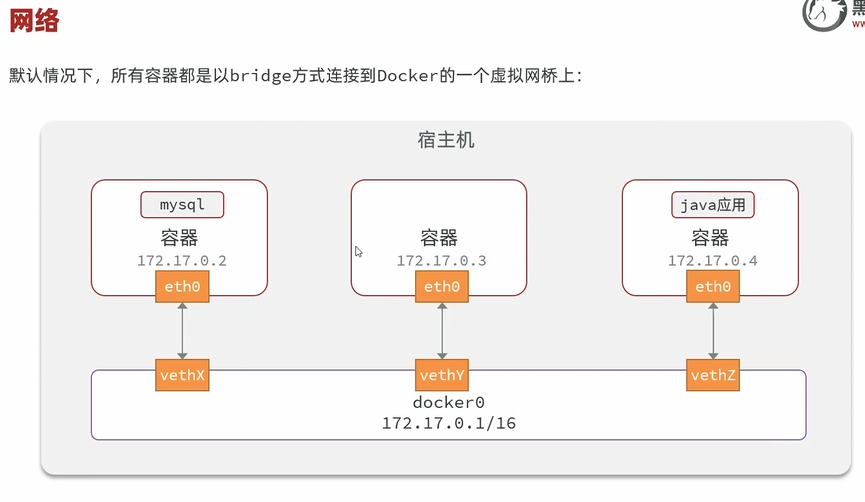 网络
黑
ww
默认情况下，所有容器都是以bridge方式连接到Docker的一个虚拟网桥上：
宿主机
mysql
容器
172.17.0.2
eth0
容器
172.17.0.3
eth0
java应用
容器
172.17.0.4
eth0
vethX
vethY
vethZ
docker0
172.17.0.1/16